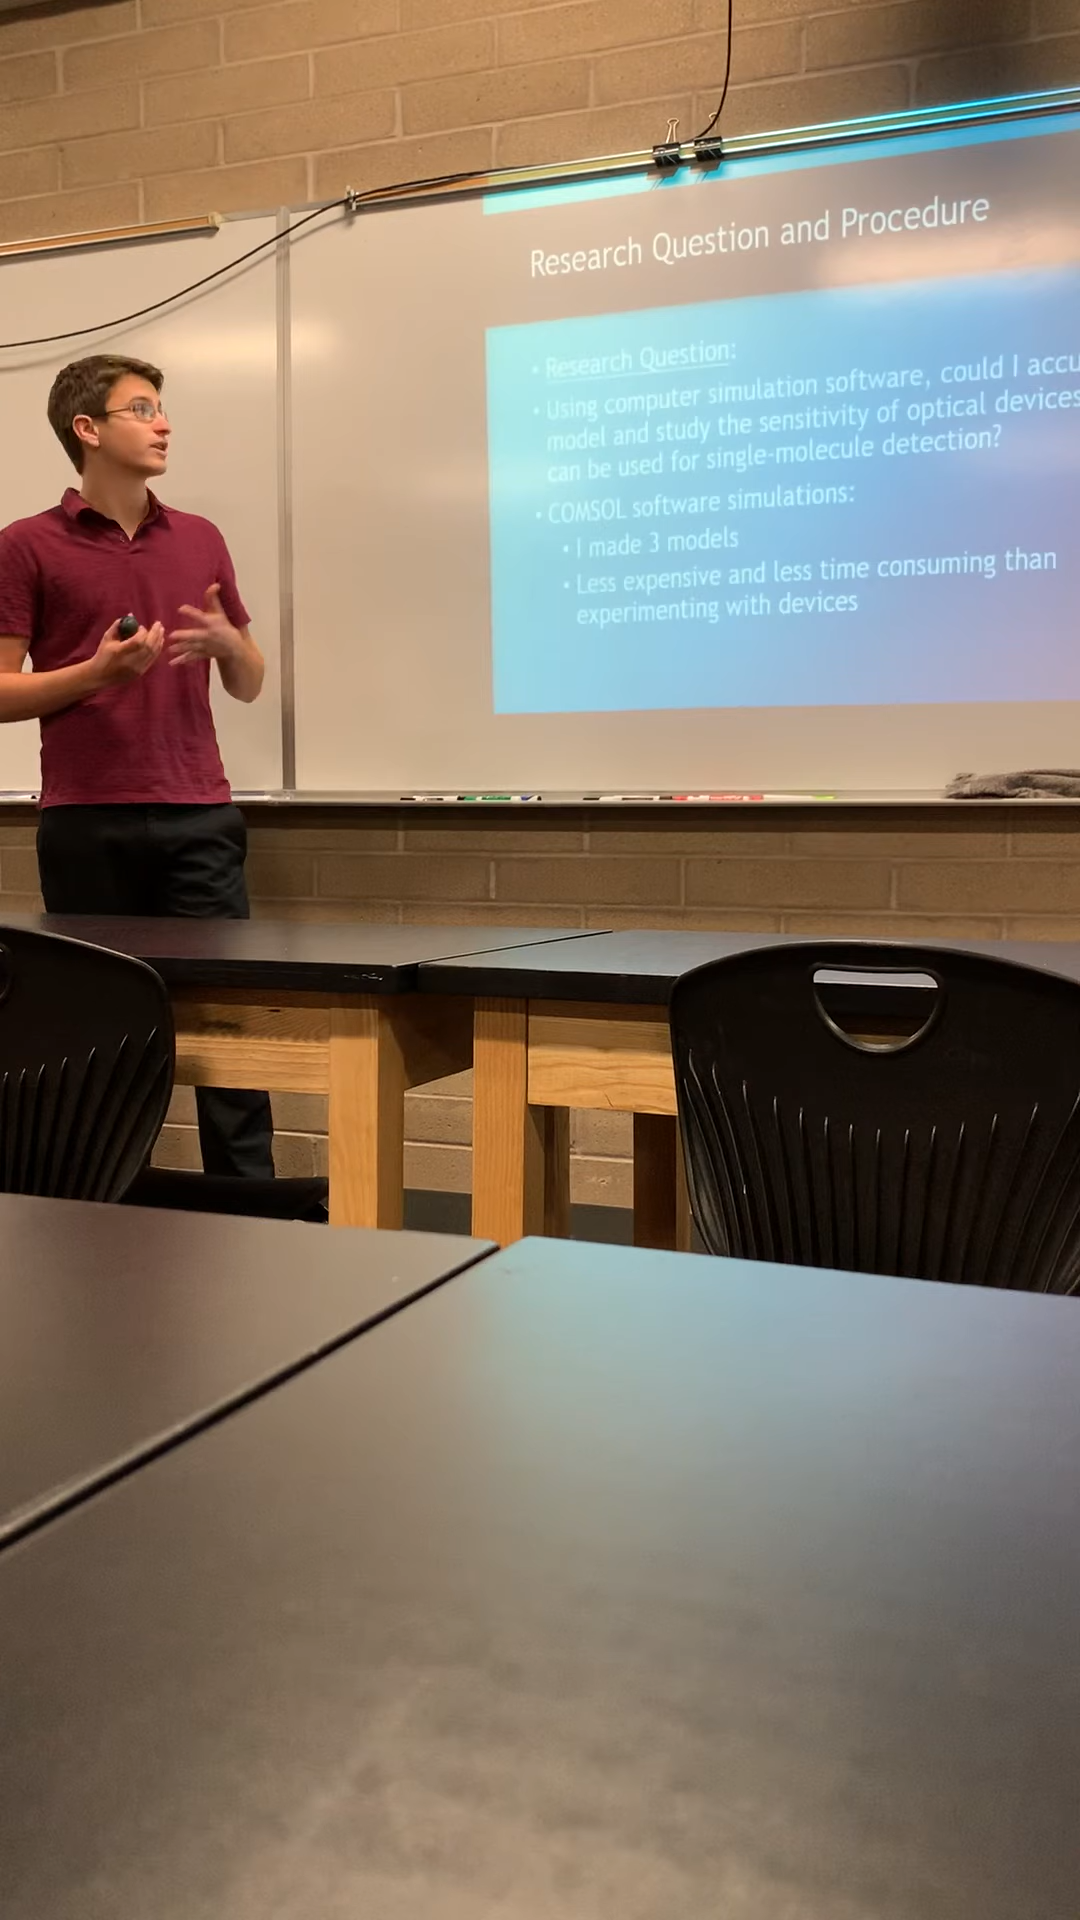 Research Question and Procedure
• Research Question:
• Using computer simulation software, could I accu
model and study the sensitivity of optical devices
can be used for single-molecule detection?
• COMSOL software simulations:
• I made 3 models
• Less expensive and less time consuming than
experimenting with devices